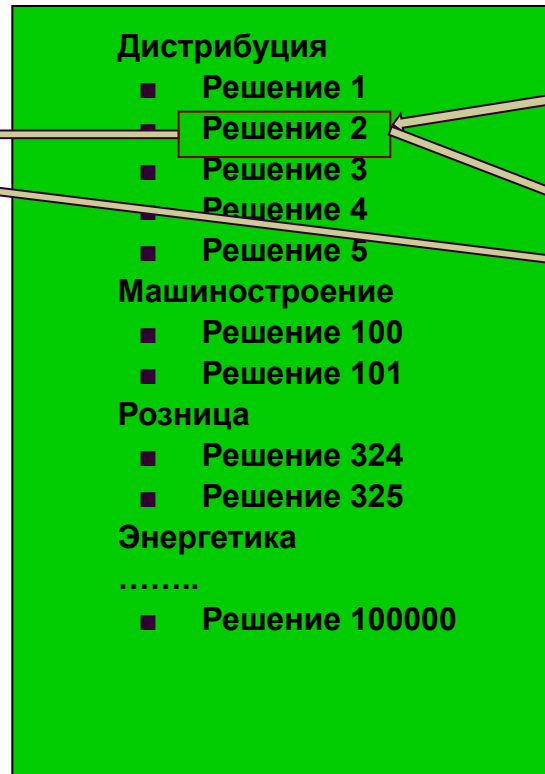 Дистрибуция
Решение 1
Решение 2
Решение 3
Решение 4
Решение 5
Машиностроение
Решение 100
Решение 101
Розница
Решение 324
Решение 325
Энергетика
……..
Решение 100000